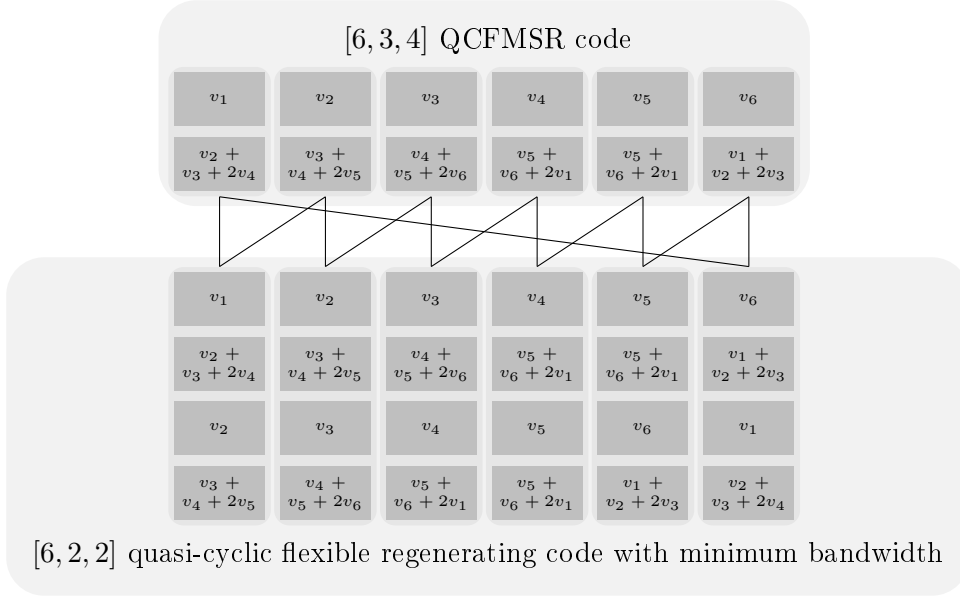 [6, 3, 4] QCFMSR code
v₁ v₂ v₃ v₄ v₅ v₆
v₂ + v₃ + v₄ + v₅ + v₅ + v₁ +
v₃ + 2v₄ v₄ + 2v₅ v₅ + 2v₆ v₆ + 2v₁ v₆ + 2v₁ v₂ + 2v₃
v₁ v₂ v₃ v₄ v₅ v₆
v₂ + v₃ + v₄ + v₅ + v₅ + v₁ +
v₃ + 2v₄ v₄ + 2v₅ v₅ + 2v₆ v₆ + 2v₁ v₆ + 2v₁ v₂ + 2v₃
v₂ v₃ v₄ v₅ v₆ v₁
v₃ + v₄ + v₅ + v₅ + v₁ + v₂ +
v₄ + 2v₅ v₅ + 2v₆ v₆ + 2v₁ v₆ + 2v₁ v₂ + 2v₃ v₃ + 2v₄
[6, 2, 2] quasi-cyclic flexible regenerating code with minimum bandwidth